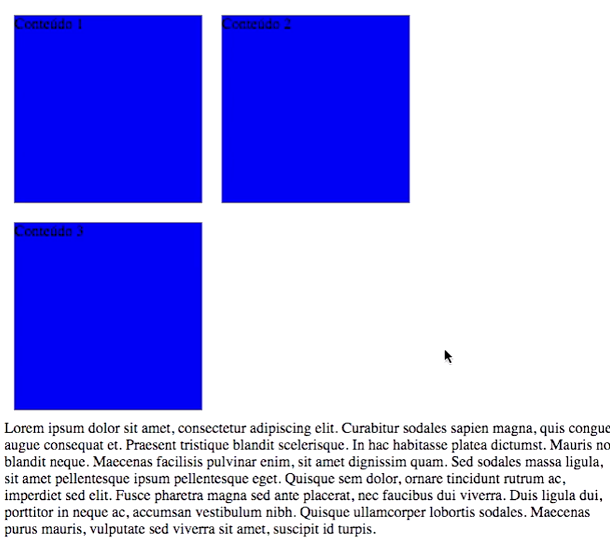 Conteúdo 1 Conteúdo 2
Conteúdo 3
Lorem ipsum dolor sit amet, consectetur adipiscing elit. Curabitur sodales sapien magna, quis congue
augue consequat et. Praesent tristique blandit scelerisque. In hac habitasse platea dictumst. Mauris no
blandit neque. Maecenas facilisis pulvinar enim, sit amet dignissim quam. Sed sodales massa ligula,
sit amet pellentesque ipsum pellentesque eget. Quisque sem dolor, ornare tincidunt rutrum ac,
imperdiet sed elit. Fusce pharetra magna sed ante placerat, nec faucibus dui viverra. Duis ligula dui,
porttitor in neque ac, accumsan vestibulum nibh. Quisque ullamcorper lobortis sodales. Maecenas
purus mauris, vulputate sed viverra sit amet, suscipit id turpis.